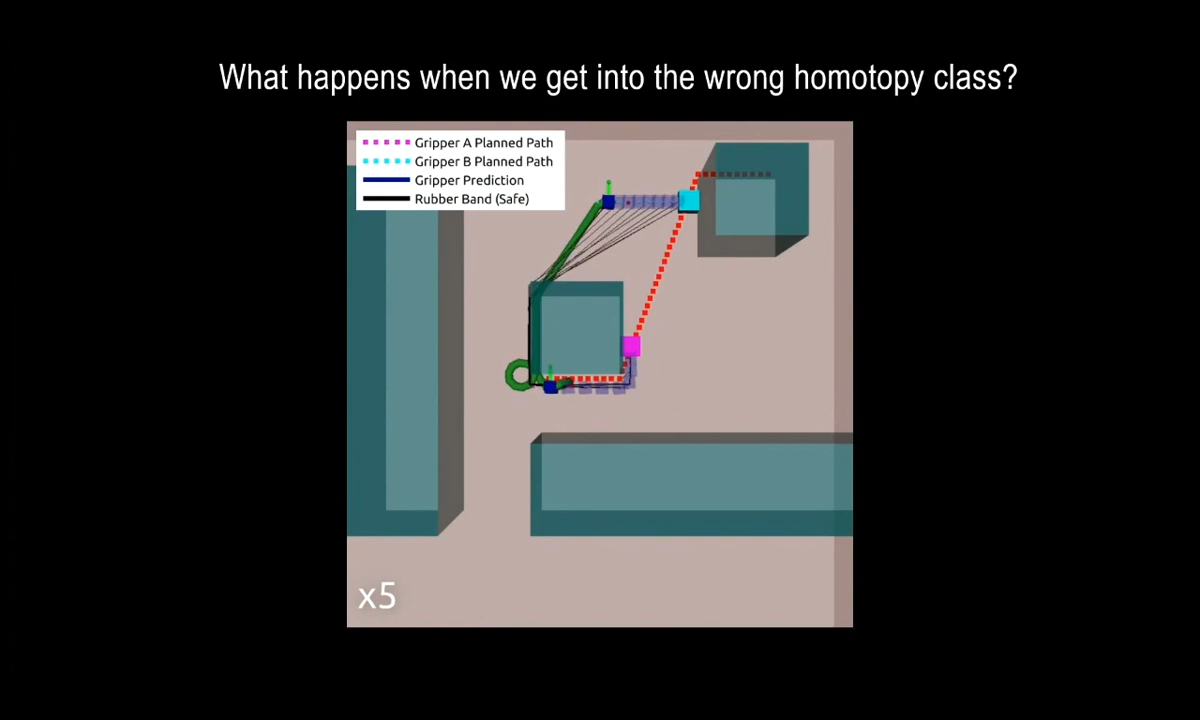 What happens when we get into the wrong homotopy class?
Gripper A Planned Path
Gripper B Planned Path
Gripper Prediction
Rubber Band (Safe)
x5